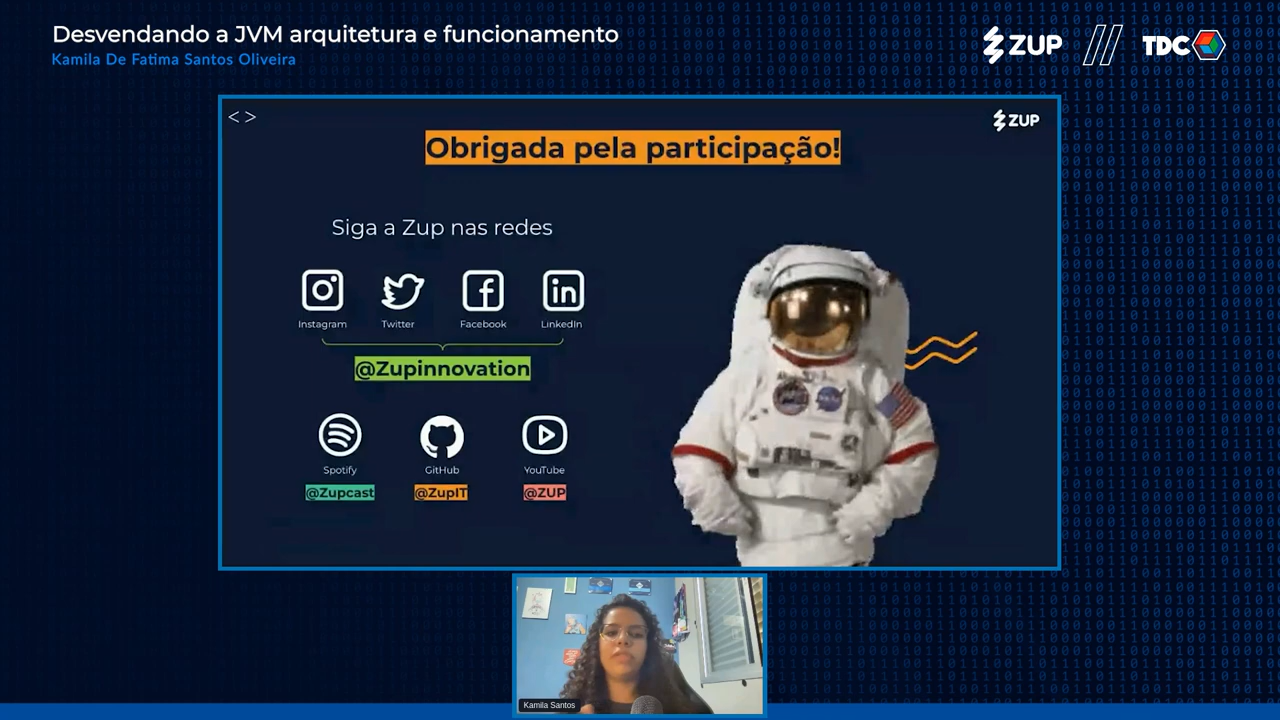 Desvendando a JVM arquitetura e funcionamento
Kamila De Fatima Santos Oliveira
ZUP
TDC
< >
ZUP
Obrigada pela participação!
Siga a Zup nas redes
Instagram
Twitter
Facebook
LinkedIn
@Zupinnovation
Spotify
GitHub
YouTube
@Zupcast
@ZupIT
@ZUP
Kamila Santos